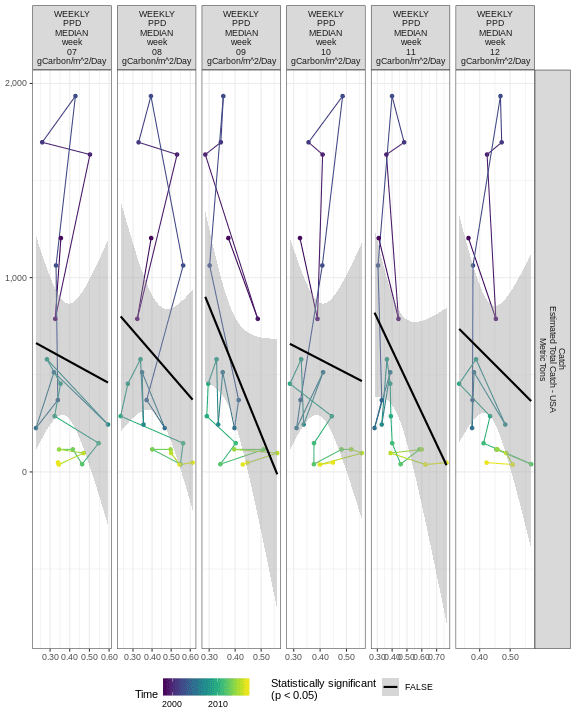 WEEKLY
PPD
MEDIAN
week
07
gCarbon/m^2/Day
WEEKLY
PPD
MEDIAN
week
08
gCarbon/m^2/Day
WEEKLY
PPD
MEDIAN
week
09
gCarbon/m^2/Day
WEEKLY
PPD
MEDIAN
week
10
gCarbon/m^2/Day
WEEKLY
PPD
MEDIAN
week
11
gCarbon/m^2/Day
WEEKLY
PPD
MEDIAN
week
12
gCarbon/m^2/Day
2,000
1,000
0
Catch
Estimated Total Catch - USA
Metric Tons
0.30 0.40 0.50 0.60
0.30 0.40 0.50 0.60
0.30 0.40 0.50
0.30 0.40 0.50 0.60
0.30 0.40 0.50 0.60 0.70
0.40 0.50
Time
2000 2010
Statistically significant
(p < 0.05)
FALSE